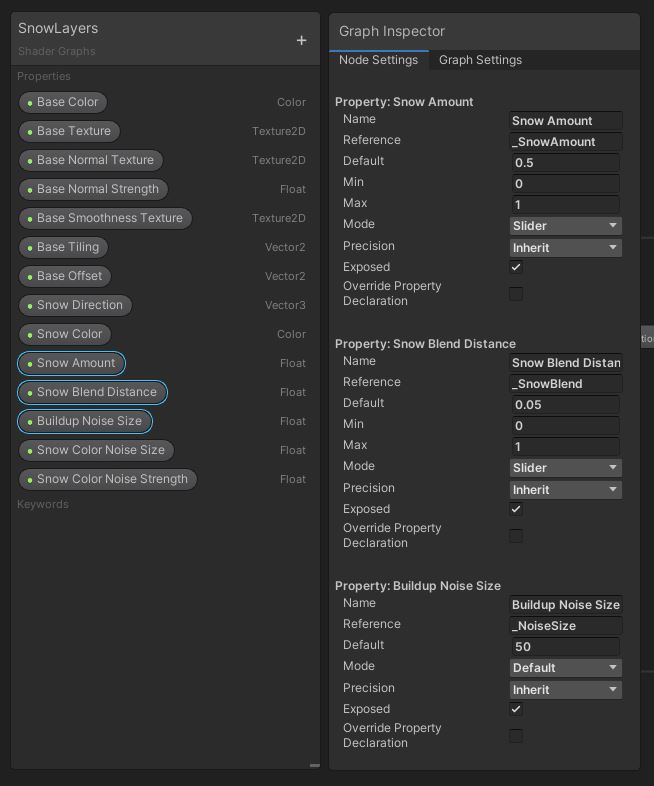 SnowLayers
+
Shader Graphs
Properties
Base Color Color
Base Texture Texture2D
Base Normal Texture Texture2D
Base Normal Strength Float
Base Smoothness Texture Texture2D
Base Tiling Vector2
Base Offset Vector2
Snow Direction Vector3
Snow Color Color
Snow Amount Float
Snow Blend Distance Float
Buildup Noise Size Float
Snow Color Noise Size Float
Snow Color Noise Strength Float
Keywords
Graph Inspector
Node Settings Graph Settings
Property: Snow Amount
Name Snow Amount
Reference _SnowAmount
Default 0.5
Min 0
Max 1
Mode Slider
Precision Inherit
Exposed
Override Property
Declaration
Property: Snow Blend Distance
Name Snow Blend Distan
Reference _SnowBlend
Default 0.05
Min 0
Max 1
Mode Slider
Precision Inherit
Exposed
Override Property
Declaration
Property: Buildup Noise Size
Name Buildup Noise Size
Reference _NoiseSize
Default 50
Mode Default
Precision Inherit
Exposed
Override Property
Declaration